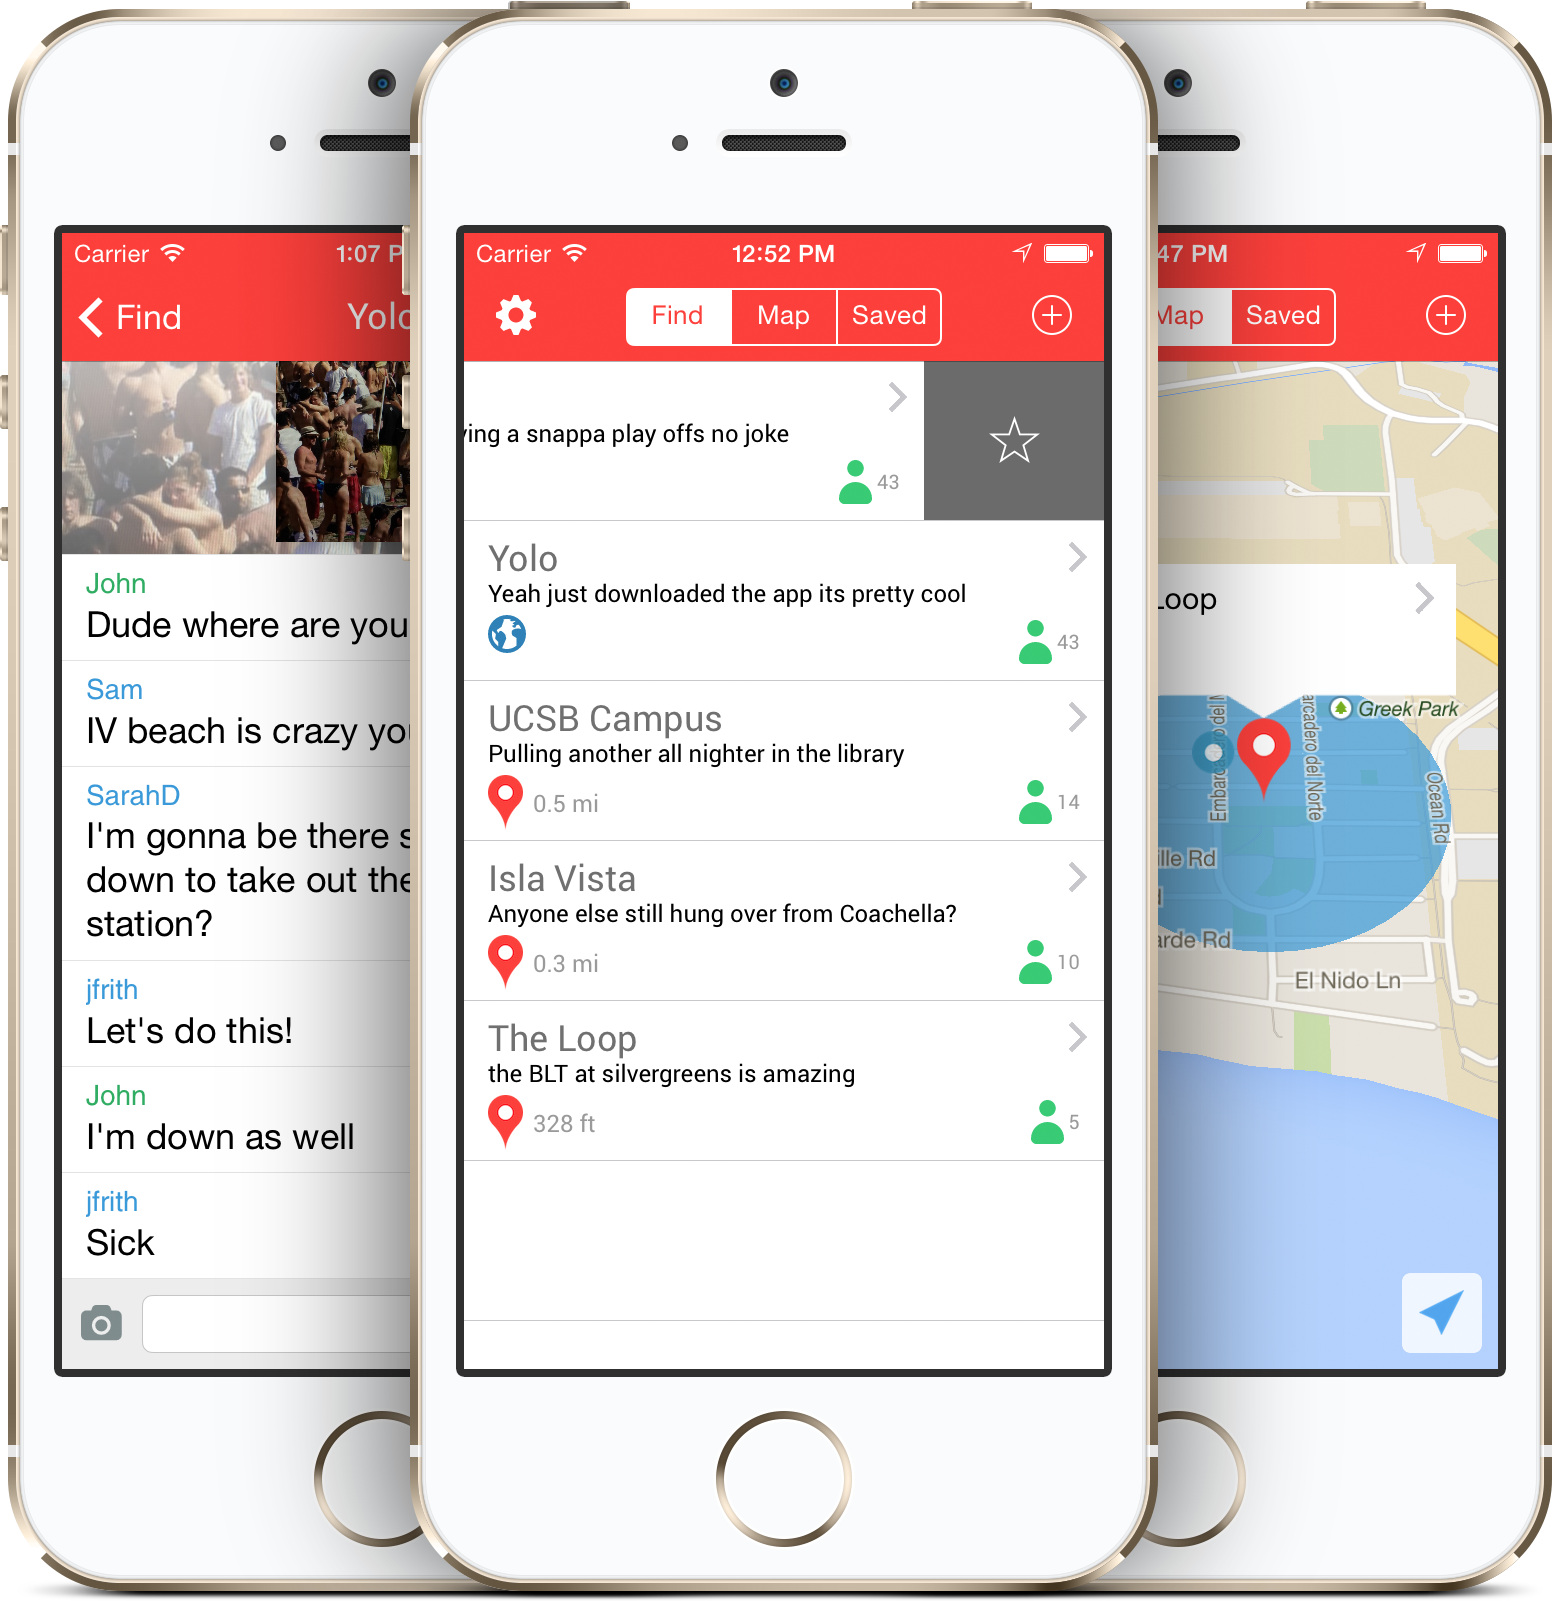 Carrier
1:07 P
Find
Yolo
John
Dude where are you
Sam
IV beach is crazy
SarahD
I'm gonna be there
down to take out the
station?
jfrith
Let's do this!
John
I'm down as well
jfrith
Sick
Carrier
12:52 PM
Find
Map
Saved
ving a snappa play offs no joke
43
Yolo
Yeah just downloaded the app its pretty cool
43
UCSB Campus
Pulling another all nighter in the library
0.5 mi
14
Isla Vista
Anyone else still hung over from Coachella?
0.3 mi
10
The Loop
the BLT at silvergreens is amazing
328 ft
5
47 PM
Map
Saved
Loop
Greek Park
Embarcadero del
arcadero del Norte
Ocean Rd
ille Rd
arde Rd
El Nido Ln